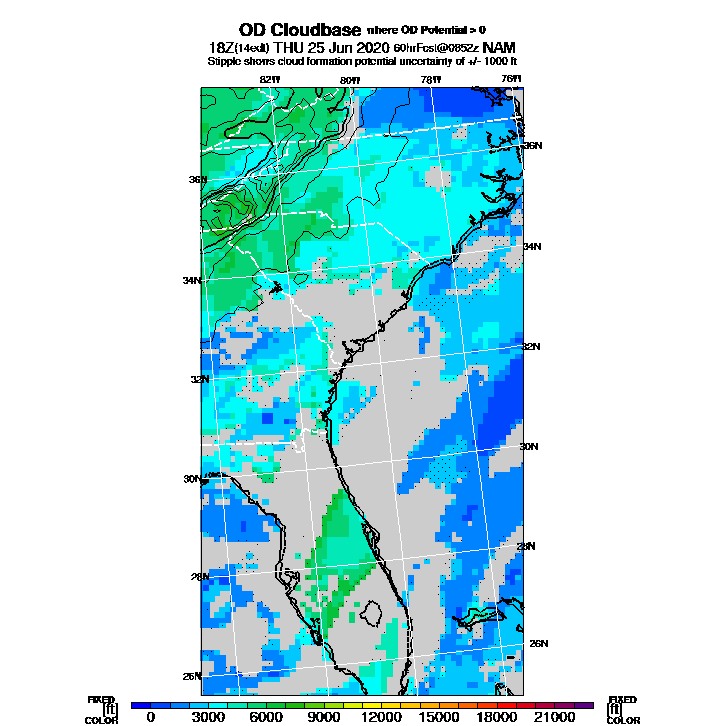 OD Cloudbase where OD Potential > 0
18Z(14edt) THU 25 Jun 2020 60hrFcst@0852z NAM
Stipple shows cloud formation potential uncertainty of +/- 1000 ft
82W 80W 78W 76W
36N
36N
34N
34N
32N
32N
30N
30N
28N
28N
26N
26N
FIXED FIXED
[ft] [ft]
COLOR 0 3000 6000 9000 12000 15000 18000 21000 COLOR